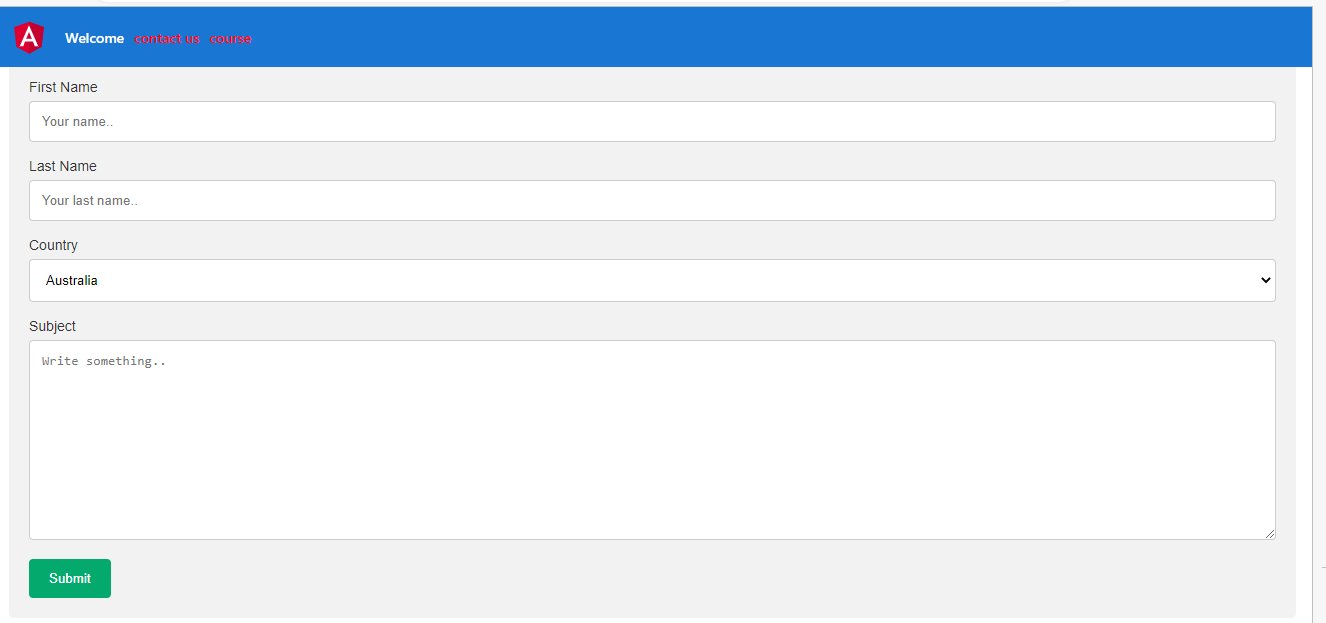 A
Welcome contact us course
First Name
Your name..
Last Name
Your last name..
Country
Australia
Subject
Write something..
Submit